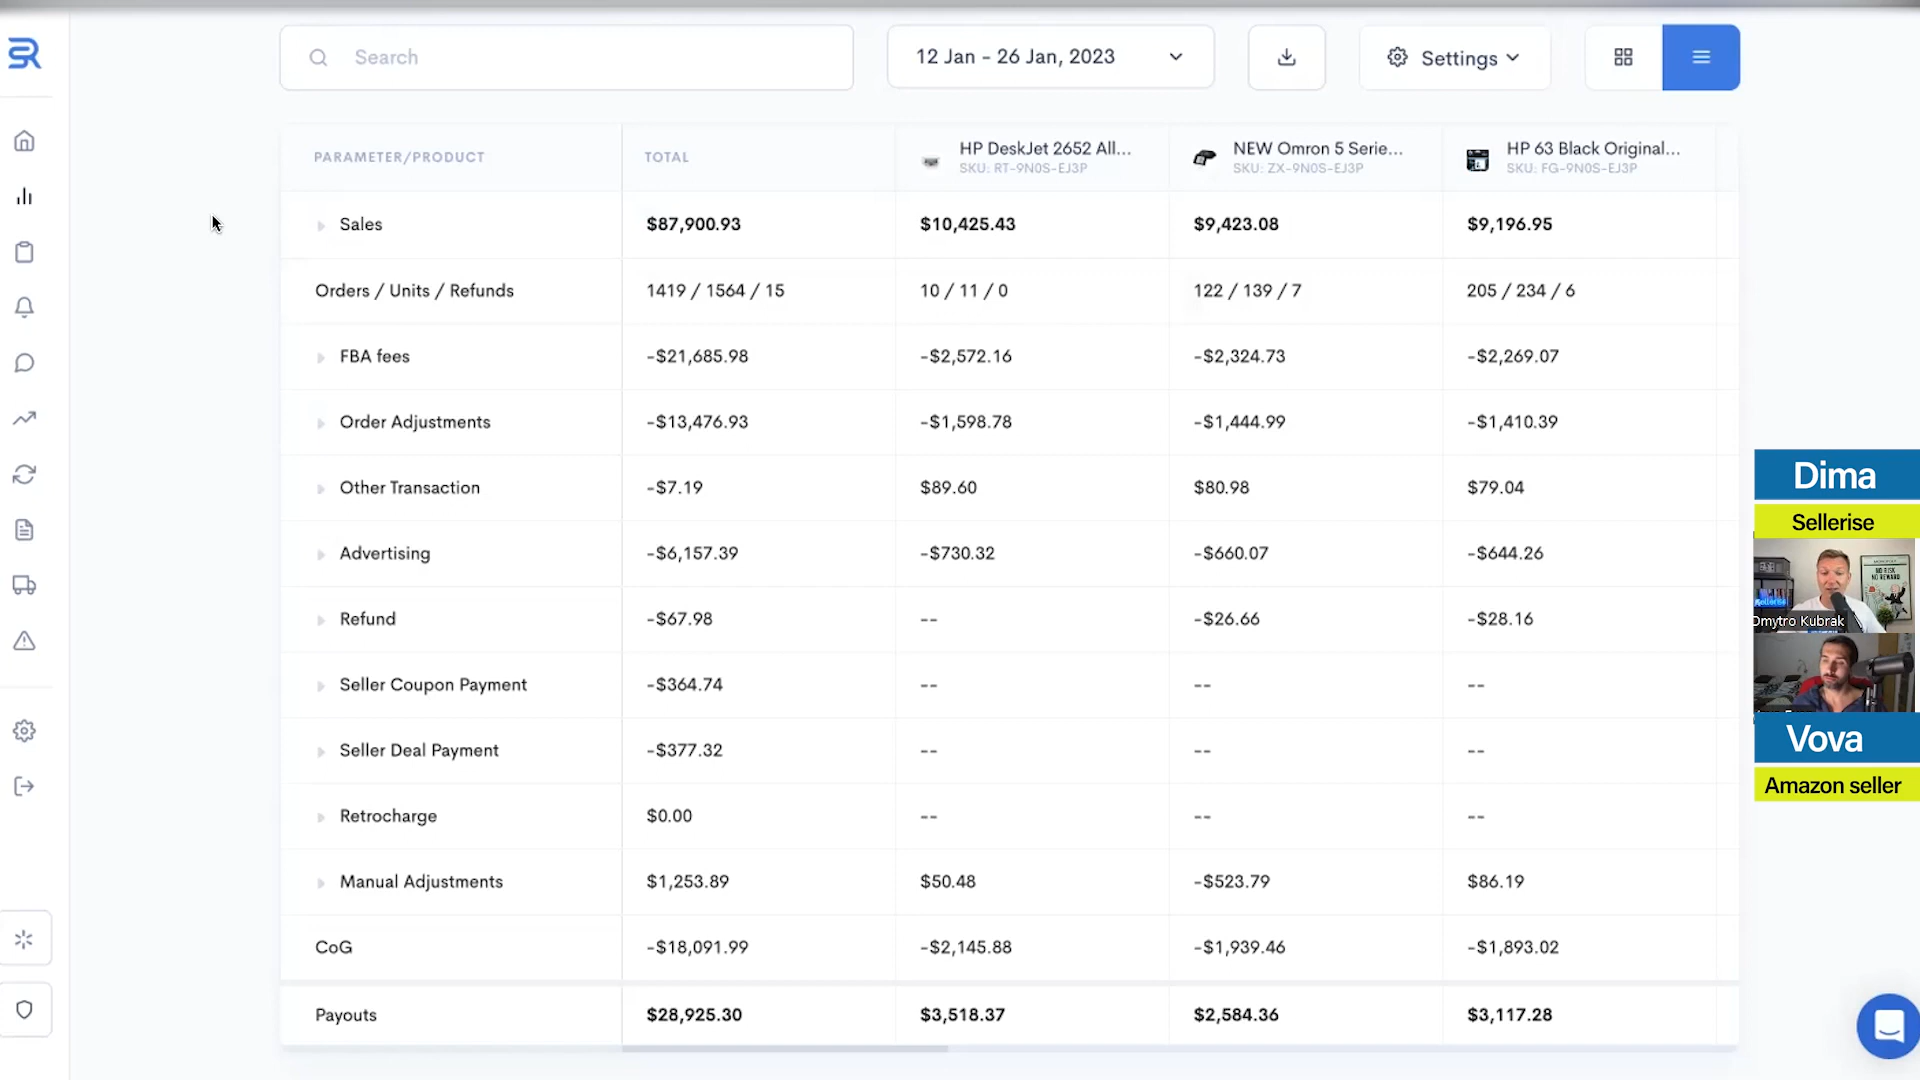 SR
Search
12 Jan - 26 Jan, 2023
Settings
PARAMETER/PRODUCT
TOTAL
HP DeskJet 2652 All...
SKU: RT-9N0S-EJ3P
NEW Omron 5 Serie...
SKU: ZX-9N0S-EJ3P
HP 63 Black Original...
SKU: FG-9N0S-EJ3P
Sales
$87,900.93
$10,425.43
$9,423.08
$9,196.95
Orders / Units / Refunds
1419 / 1564 / 15
10 / 11 / 0
122 / 139 / 7
205 / 234 / 6
FBA fees
-$21,685.98
-$2,572.16
-$2,324.73
-$2,269.07
Order Adjustments
-$13,476.93
-$1,598.78
-$1,444.99
-$1,410.39
Other Transaction
-$7.19
$89.60
$80.98
$79.04
Advertising
-$6,157.39
-$730.32
-$660.07
-$644.26
Refund
-$67.98
--
-$26.66
-$28.16
Seller Coupon Payment
-$364.74
--
--
--
Seller Deal Payment
-$377.32
--
--
--
Retrocharge
$0.00
--
--
--
Manual Adjustments
$1,253.89
$50.48
-$523.79
$86.19
CoG
-$18,091.99
-$2,145.88
-$1,939.46
-$1,893.02
Payouts
$28,925.30
$3,518.37
$2,584.36
$3,117.28
Dima
Sellerise
NO RISK
NO REWARD
Dmytro Kubrak
Vova
Amazon seller